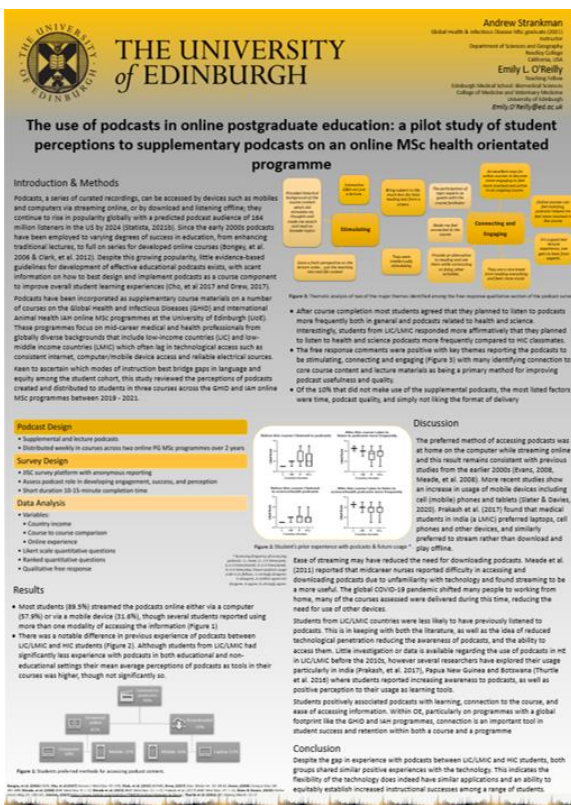 Andrew Strankman
Global Health & Infectious Disease MSc graduate (2021)
Instructor
Department of Sciences and Geography
Reedley College
California, USA
Emily L. O'Reilly
Teaching Fellow
Edinburgh Medical School: Biomedical Sciences
College of Medicine and Veterinary Medicine
University of Edinburgh
Emily.O'Reilly@ed.ac.uk
THE UNIVERSITY
of EDINBURGH
The use of podcasts in online postgraduate education: a pilot study of student
perceptions to supplementary podcasts on an online MSc health orientated
programme
Introduction & Methods
Podcasts, a series of curated recordings, can be accessed by devices such as mobiles
and computers via streaming online, or by download and listening offline, they
continue to rise in popularity globally with a predicted podcast audience of 164
million listeners in the US by 2024 (Statista, 2021b). Since the early 2000s podcasts
have been employed to varying degrees of success in education, from enhancing
traditional lectures, to full on series for developed online courses (Bongey, et al.
2006 & Clark, et al. 2012). Despite this growing popularity, little evidence-based
guidelines for development of effective educational podcasts exists, with scant
information on how to best design and implement podcasts as a course component
to improve overall student learning experiences (Cho, et al 2017 and Drew, 2017).
Podcasts have been incorporated as supplementary course materials on a number
of courses on the Global Health and Infectious Diseases (GHID) and International
Animal Health IAH online MSc programmes at the University of Edinburgh (UoE).
These programmes focus on mid-career medical and health professionals from
globally diverse backgrounds that include low-income countries (LIC) and low-
middle income countries (LMIC) which often lag in technological access such as
consistent internet, computer/mobile device access and reliable electrical sources.
Keen to ascertain which modes of instruction best bridge gaps in language and
equity among the student cohort, this study reviewed the perceptions of podcasts
created and distributed to students in three courses across the GHID and IAH online
MSc programmes between 2019 - 2021.
Podcast Design
• Supplemental and lecture podcasts
• Distributed weekly in courses across two online PG MSc programmes over 2 years
Survey Design
• JISC survey platform with anonymous reporting
• Assess podcast role in developing engagement, success, and perception
• Short duration 10-15-minute completion time
Data Analysis
• Variables:
• Country income
• Course to course comparison
• Online experience
• Likert scale quantitative questions
• Ranked quantitative questions
• Qualitative free response
Results
• Most students (89.5%) streamed the podcasts online either via a computer
(57.9%) or via a mobile device (31.6%), though several students reported using
more than one modality of accessing the information (Figure 1)
• There was a notable difference in previous experience of podcasts between
LIC/LMIC and HIC students (Figure 2). Although students from LIC/LMIC had
significantly less experience with podcasts in both educational and non-
educational settings their mean average perceptions of podcasts as tools in their
courses was higher, though not significantly so.
Figure 1: Students preferred methods for accessing podcast content.
Stimulating
Connecting and
Engaging
Figure 3: Thematic analysis of two of the major themes identified among the free response qualitative section of the podcast survey
• After course completion most students agreed that they planned to listen to podcasts
more frequently both in general and podcasts related to health and science.
Interestingly, students from LIC/LMIC responded more affirmatively that they planned
to listen to health and science podcasts more frequently compared to HIC classmates.
• The free response comments were positive with key themes reporting the podcasts to
be stimulating, connecting and engaging (Figure 3) with many identifying connection to
core course content and lecture materials as being a primary method for improving
podcast usefulness and quality.
• Of the 10% that did not make use of the supplemental podcasts, the most listed factors
were time, podcast quality, and simply not liking the format of delivery
Figure 2: Student's prior experience with podcasts & future usage *
Discussion
The preferred method of accessing podcasts was
at home on the computer while streaming online
and this result remains consistent with previous
studies from the earlier 2000s (Evans, 2008,
Meade, et al. 2008). More recent studies show
an increase in usage of mobile devices including
cell (mobile) phones and tablets (Slater & Davies,
2020). Prakash et al. (2017) found that medical
students in India (a LMIC) preferred laptops, cell
phones and other devices, and similarly
preferred to stream rather than download and
play offline.
Ease of streaming may have reduced the need for downloading podcasts. Meade et al.
(2011) reported that midcareer nurses reported difficulty in accessing and
downloading podcasts due to unfamiliarity with technology and found streaming to be
a more useful. The global COVID-19 pandemic shifted many people to working from
home, many of the courses assessed were delivered during this time, reducing the
need for use of other devices.
Students from LIC/LMIC countries were less likely to have previously listened to
podcasts. This is in keeping with both the literature, as well as the idea of reduced
technological penetration reducing the awareness of podcasts, and the ability to
access them. Little investigation or data is available regarding the use of podcasts in HE
in LIC/LMIC before the 2010s, however several researchers have explored their usage
particularly in India (Prakash, et al. 2017), Papua New Guinea and Botswana (Thurtle
et al. 2016) where students reported increasing awareness to podcasts, as well as
positive perception to their usage as learning tools.
Students positively associated podcasts with learning, connection to the course, and
ease of accessing information. Within OE, particularly on programmes with a global
footprint like the GHID and IAH programmes, connection is an important tool in
student success and retention within both a course and a programme
Conclusion
Despite the gap in experience with podcasts between LIC/LMIC and HIC students, both
groups shared similar positive experiences with the technology. This indicates the
flexibility of the technology does indeed have similar applications and an ability to
equitably establish increased instructional success among a range of students.